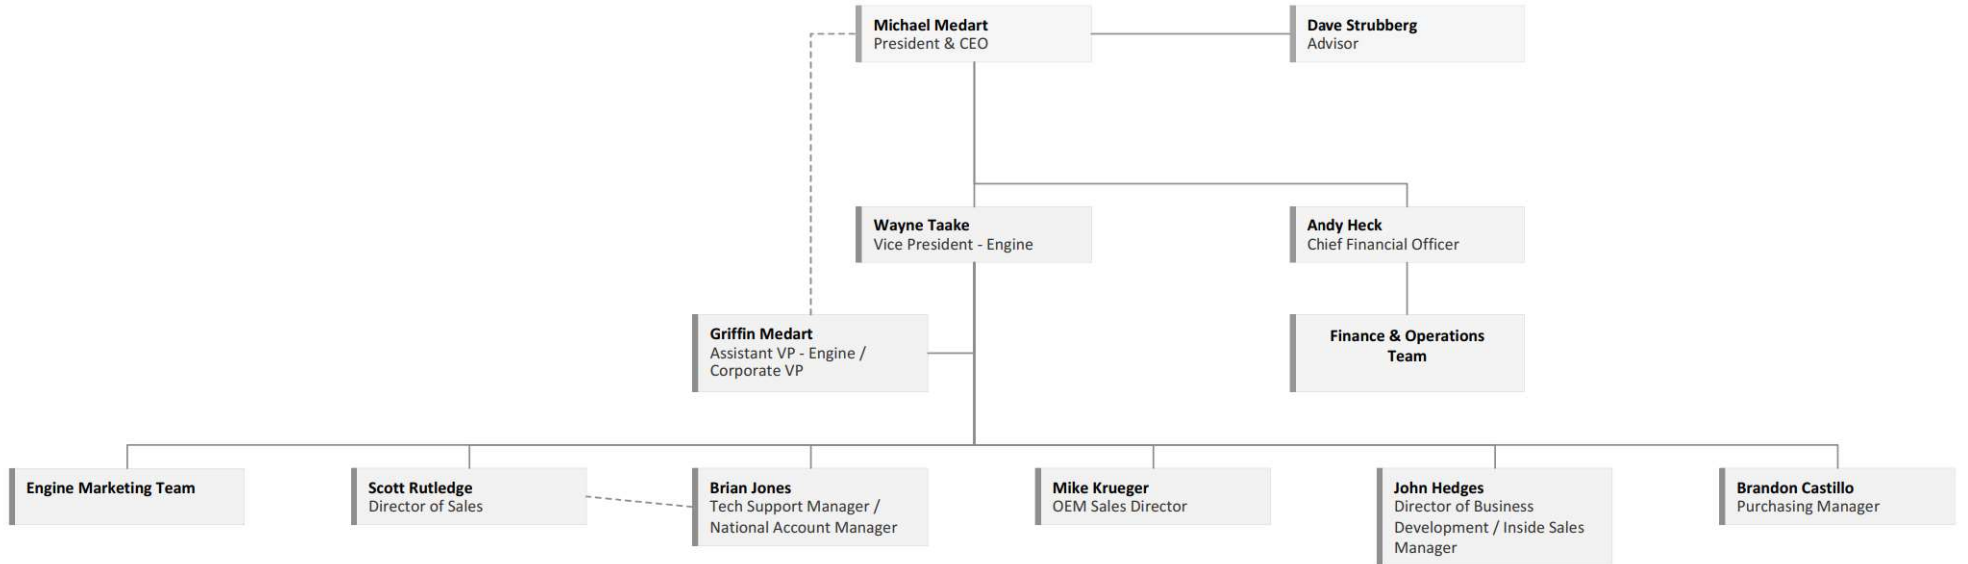 Michael Medart
President & CEO
Dave Strubberg
Advisor
Wayne Taake
Vice President - Engine
Andy Heck
Chief Financial Officer
Griffin Medart
Assistant VP - Engine /
Corporate VP
Finance & Operations
Team
Engine Marketing Team
Scott Rutledge
Director of Sales
Brian Jones
Tech Support Manager /
National Account Manager
Mike Krueger
OEM Sales Director
John Hedges
Director of Business
Development / Inside Sales
Manager
Brandon Castillo
Purchasing Manager